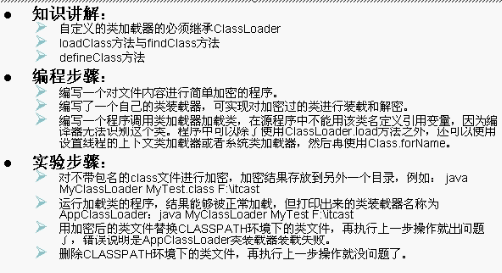 知识讲解：
自定义的类加载器的必须继承ClassLoader
loadClass方法与findClass方法
defineClass方法
编程步骤：
编写一个对文件内容进行简单加密的程序。
编写了一个自己的类装载器，可实现对加密过的类进行装载和解密。
编写一个程序调用类加载器加载类，在源程序中不能用该类名定义引用变量，因为编
译器无法识别这个类。程序中可以除了使用ClassLoader.load方法之外，还可以使用
设置线程的上下文类加载器或者系统类加载器，然后再使用Class.forName。
实验步骤：
对不带包名的class文件进行加密，加密结果存放到另外一个目录，例如： java
MyClassLoader MyTest.class F:\itcast
运行加载类的程序，结果能够被正常加载，但打印出来的类装载器名称为
AppClassLoader：java MyClassLoader MyTest F:\itcast
用加密后的类文件替换CLASSPATH环境下的类文件，再执行上一步操作就出问题
了，错误说明是AppClassLoader类装载器装载失败。
删除CLASSPATH环境下的类文件，再执行上一步操作就没问题了。